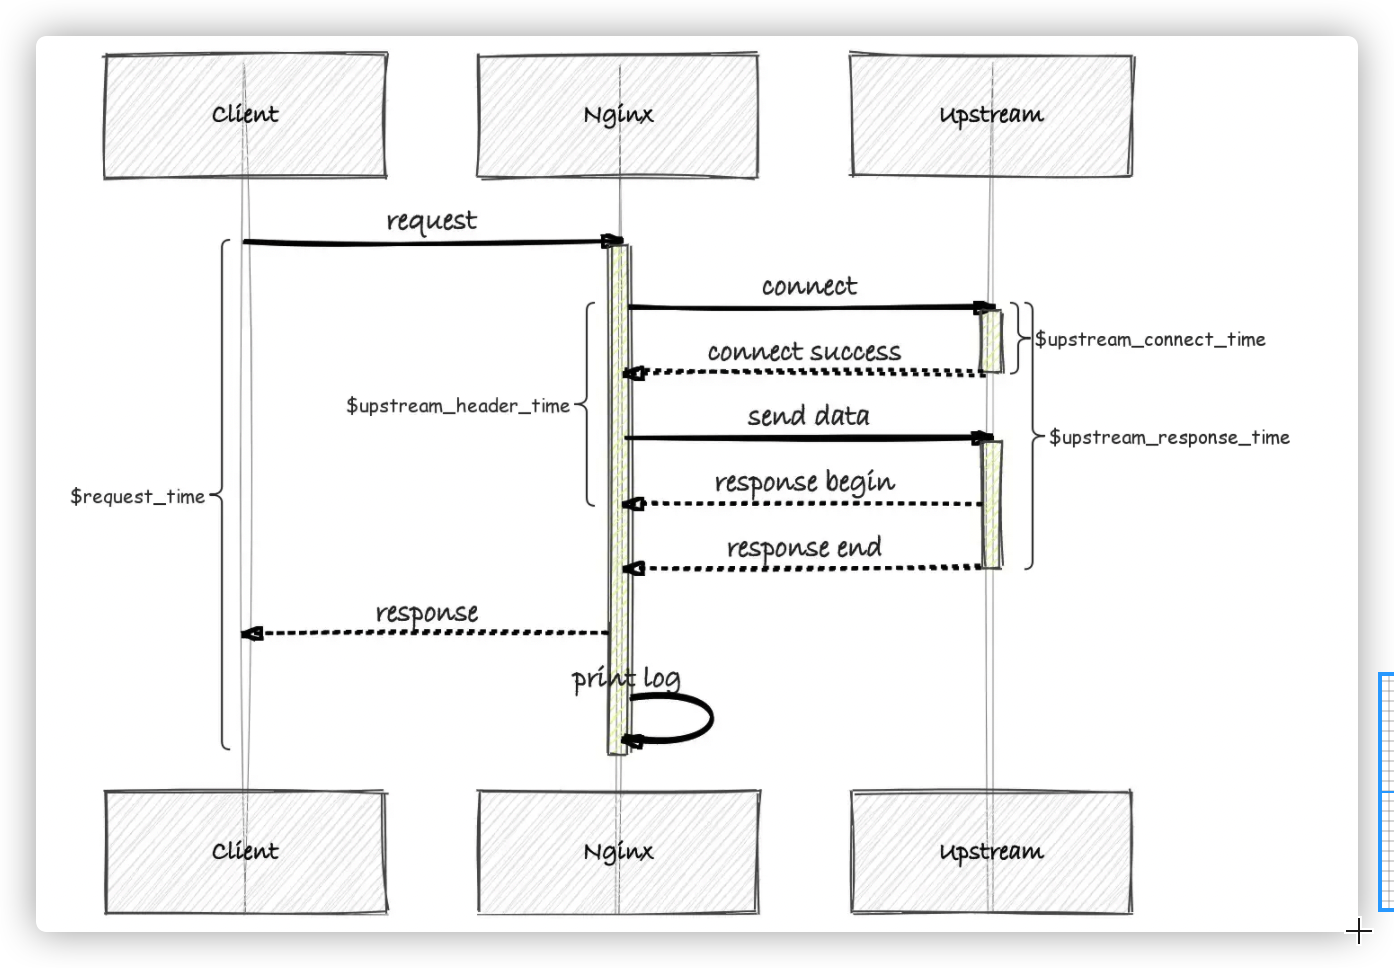 Client
Nginx
Upstream
request
connect
$upstream_connect_time
connect success
$upstream_header_time
send data
$upstream_response_time
response begin
$request_time
response end
response
print log
Client
Nginx
Upstream